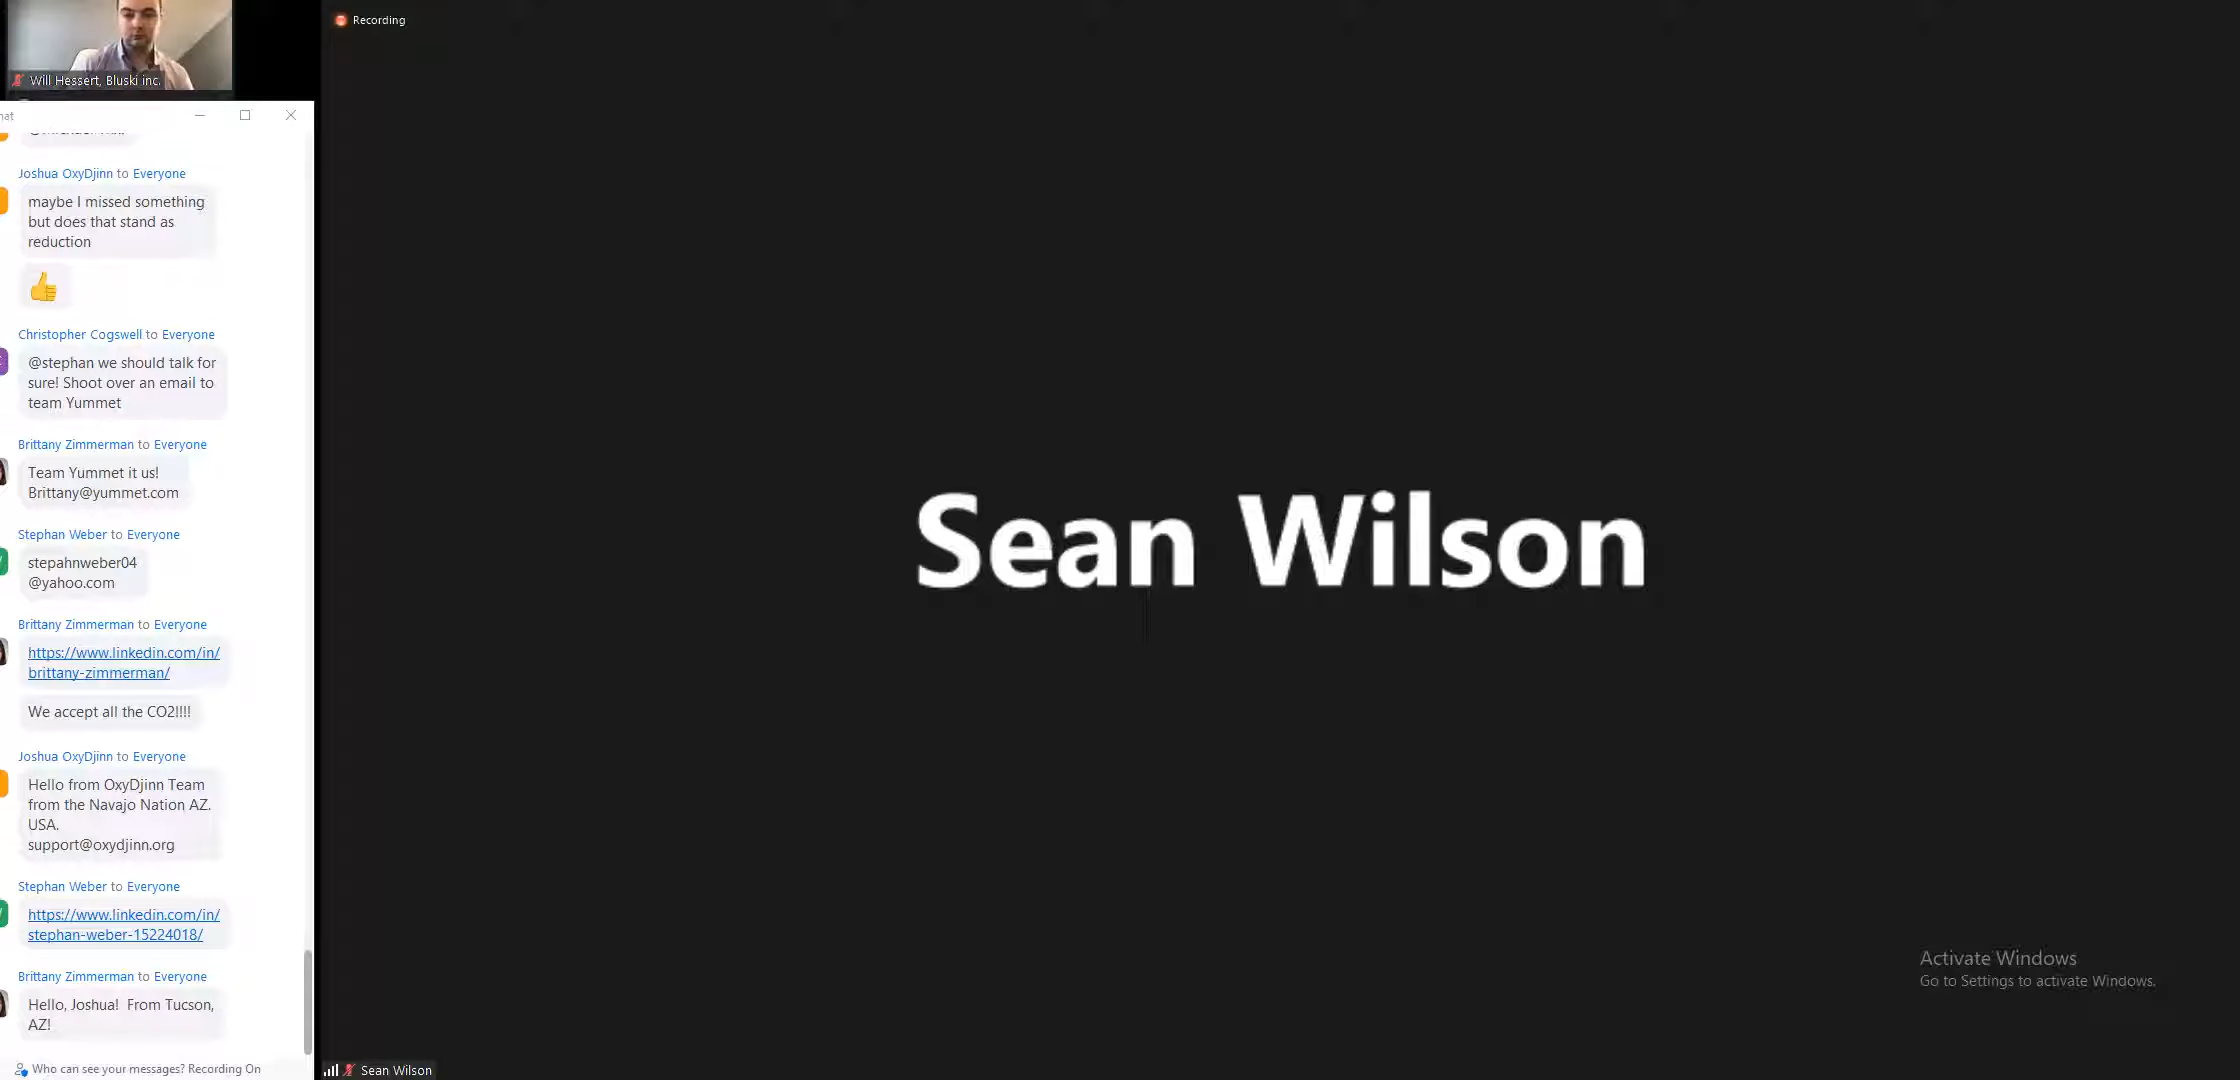 Will Hessert, Bluski inc.
Joshua OxyDjinn to Everyone
maybe I missed something
but does that stand as
reduction
Christopher Cogswell to Everyone
@stephan we should talk for
sure! Shoot over an email to
team Yummet
Brittany Zimmerman to Everyone
Team Yummet it us!
Brittany@yummet.com
Stephan Weber to Everyone
stepahnweber04
@yahoo.com
Brittany Zimmerman to Everyone
https://www.linkedin.com/in/
brittany-zimmerman/
We accept all the CO2!!!!
Joshua OxyDjinn to Everyone
Hello from OxyDjinn Team
from the Navajo Nation AZ.
USA.
support@oxydjinn.org
Stephan Weber to Everyone
https://www.linkedin.com/in/
stephan-weber-15224018/
Brittany Zimmerman to Everyone
Hello, Joshua!  From Tucson,
AZ!
Who can see your messages? Recording On
Recording
Sean Wilson
Activate Windows
Go to Settings to activate Windows.
Sean Wilson